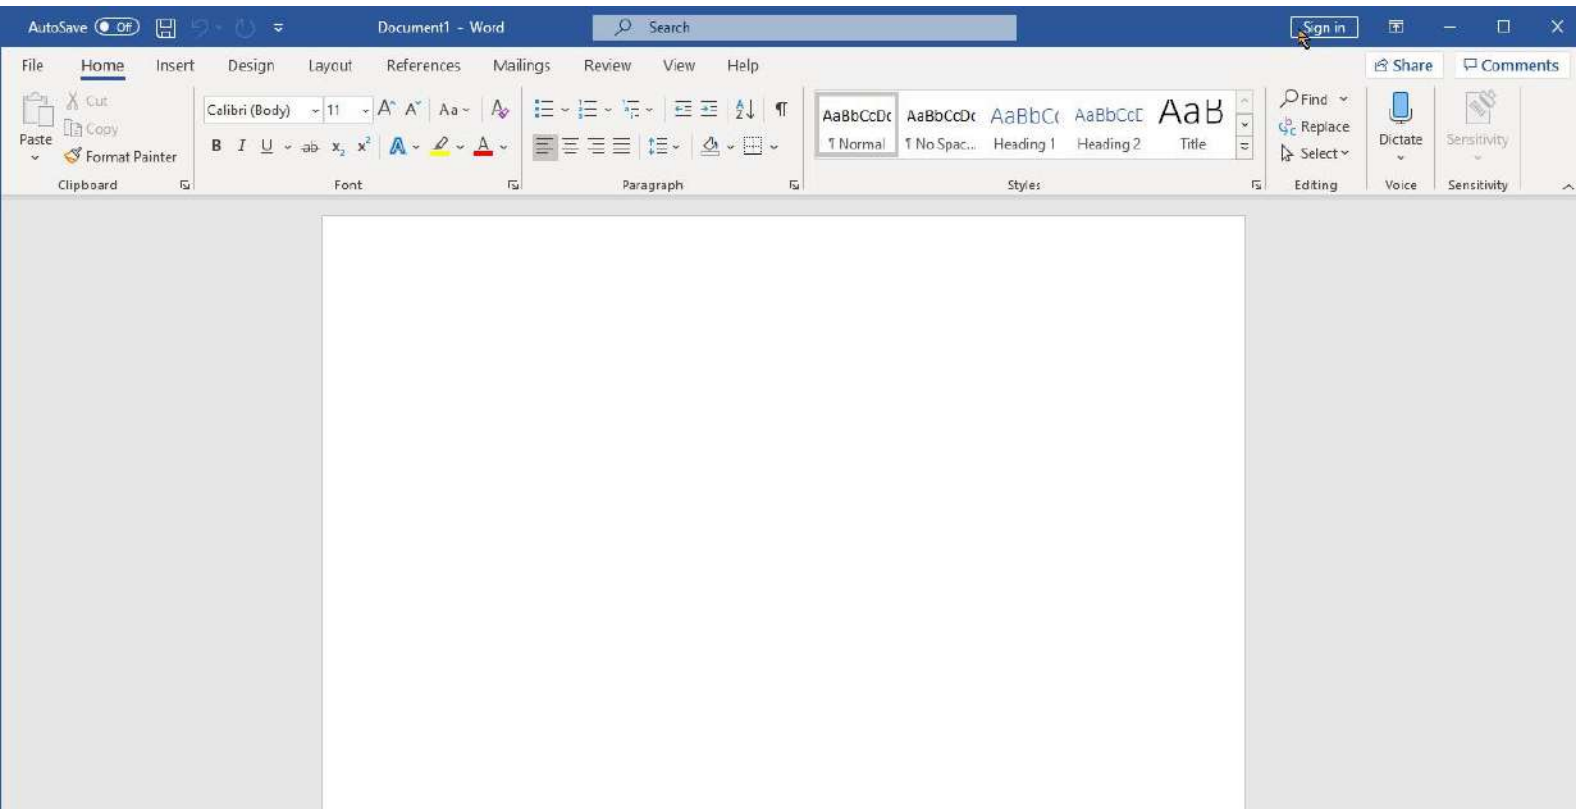 AutoSave Off Document1 - Word Search Sign in
File Home Insert Design Layout References Mailings Review View Help Share Comments
Cut
Copy
Paste
Format Painter
Clipboard
Calibri (Body) 11 A A Aa A
B I U ab x2 x2 A A
Font
Paragraph
AaBbCcDc AaBbCcDc AaBbCc AaBbCcD AaB
¶ Normal ¶ No Spac... Heading 1 Heading 2 Title
Styles
Find
Replace
Select
Editing
Dictate
Voice
Sensitivity
Sensitivity